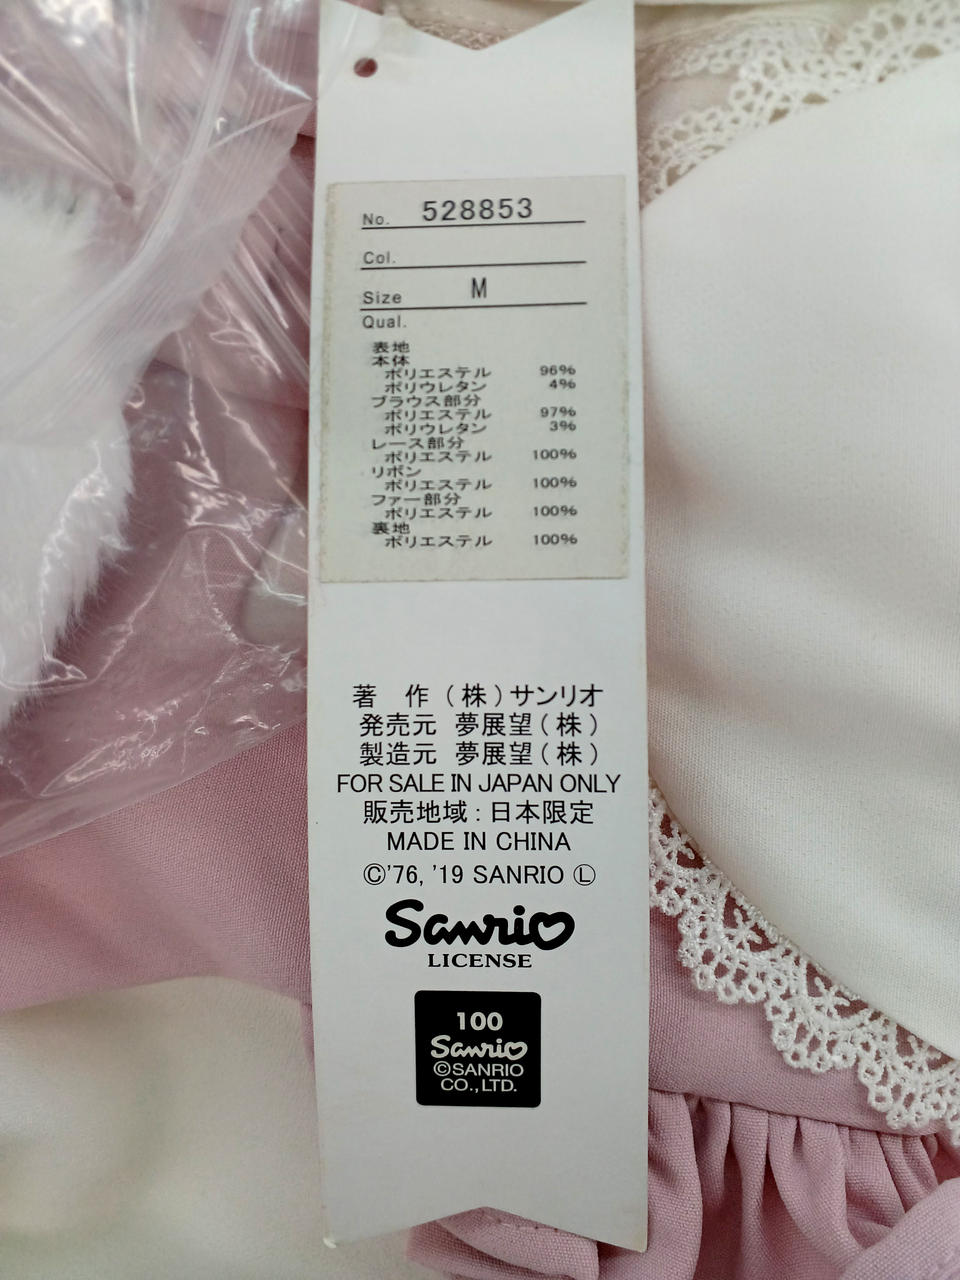 No. 528853
Col.
Size M
Qual.
表地
本体
ポリエステル 96%
ポリウレタン 4%
ブラウス部分
ポリエステル 97%
ポリウレタン 3%
レース部分
ポリエステル 100%
リボン
ポリエステル 100%
ファー部分
ポリエステル 100%
裏地
ポリエステル 100%
著 作(株)サンリオ
発売元 夢展望(株)
製造元 夢展望(株)
FOR SALE IN JAPAN ONLY
販売地域:日本限定
MADE IN CHINA
©'76, '19 SANRIO Ⓛ
Sanrio
LICENSE
100
Sanrio
©SANRIO
CO.,LTD.